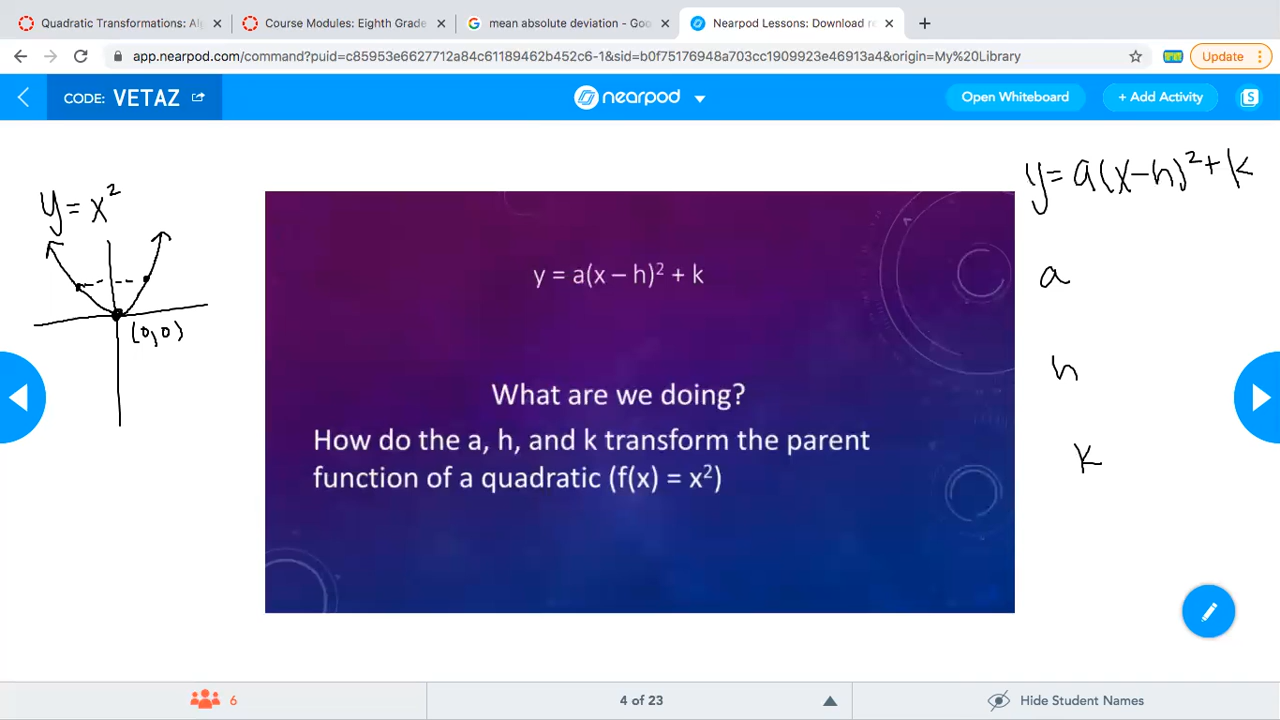 Quadratic Transformations: Al
Course Modules: Eighth Grade
mean absolute deviation - Goo
Nearpod Lessons: Download re
app.nearpod.com/command?puid=c85953e6627712a84c61189462b452c6-1&sid=b0f75176948a703cc1909923e46913a4&origin=My%20Library
Update
CODE: VETAZ
nearpod
Open Whiteboard
+ Add Activity
S
y = x²
(0,0)
y = a(x – h)² + k
What are we doing?
How do the a, h, and k transform the parent
function of a quadratic (f(x) = x²)
y = a(x-h)² + k
a
h
k
6
4 of 23
Hide Student Names